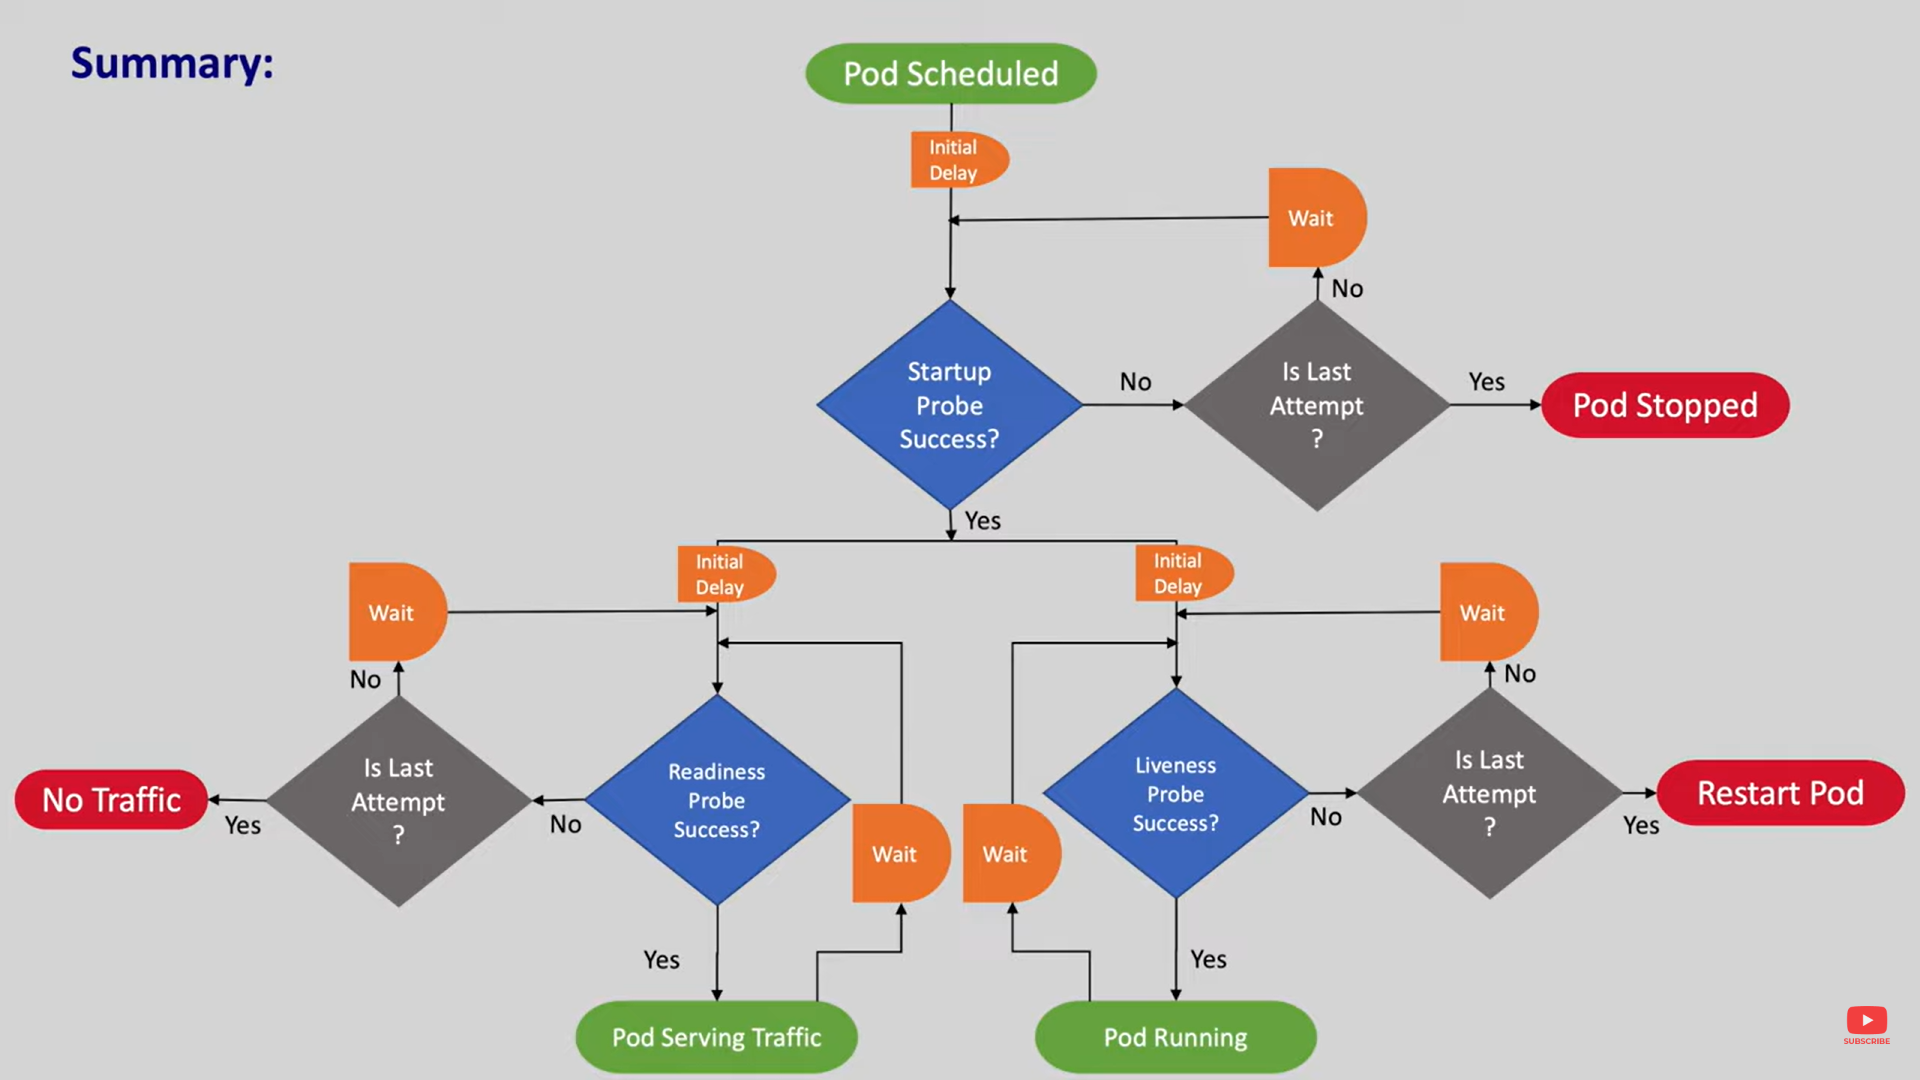 Summary:
Pod Scheduled
Initial
Delay
Wait
No
Startup
Probe
Success?
No
Is Last
Attempt
?
Yes
Pod Stopped
Yes
Initial
Delay
Initial
Delay
Wait
Wait
No
No
No Traffic
Yes
Is Last
Attempt
?
No
Readiness
Probe
Success?
Wait
Wait
Liveness
Probe
Success?
No
Is Last
Attempt
?
Yes
Restart Pod
Yes
Yes
Pod Serving Traffic
Pod Running
SUBSCRIBE